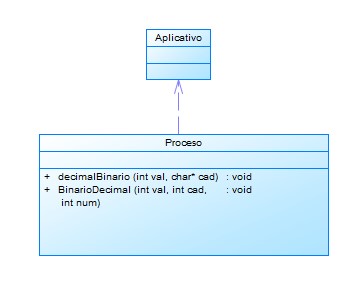 Aplicativo
Proceso
+ decimalBinario (int val, char* cad) : void
+ BinarioDecimal (int val, int cad, : void
int num)